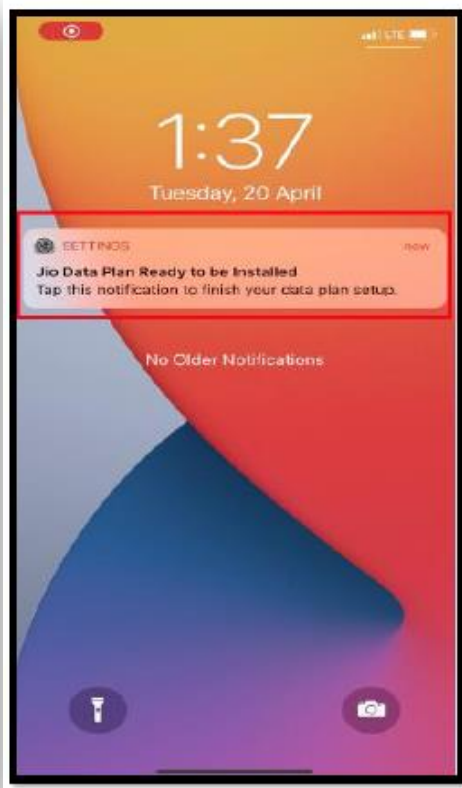 LTE
1:37
Tuesday, 20 April
SETTINGS
now
Jio Data Plan Ready to be Installed
Tap this notification to finish your data plan setup.
No Older Notifications